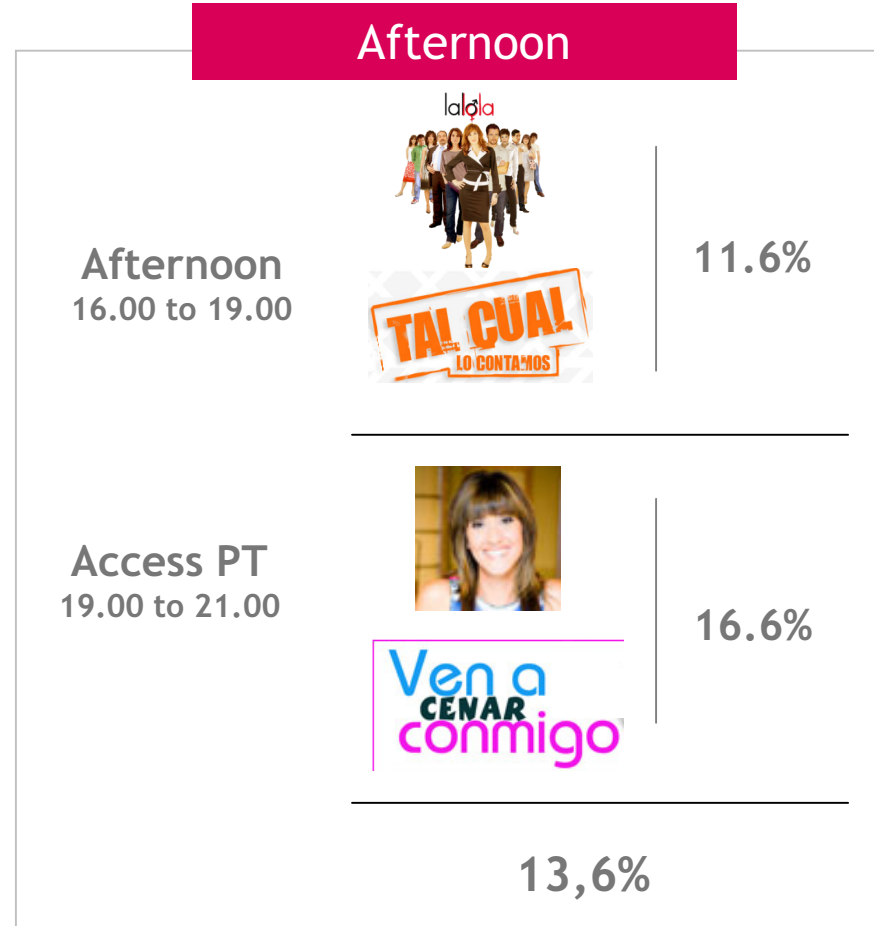 Afternoon
lalola
Afternoon
16.00 to 19.00
11.6%
TAL CUAL
LO CONTAMOS
Access PT
19.00 to 21.00
16.6%
Ven a
CENAR
conmigo
13,6%